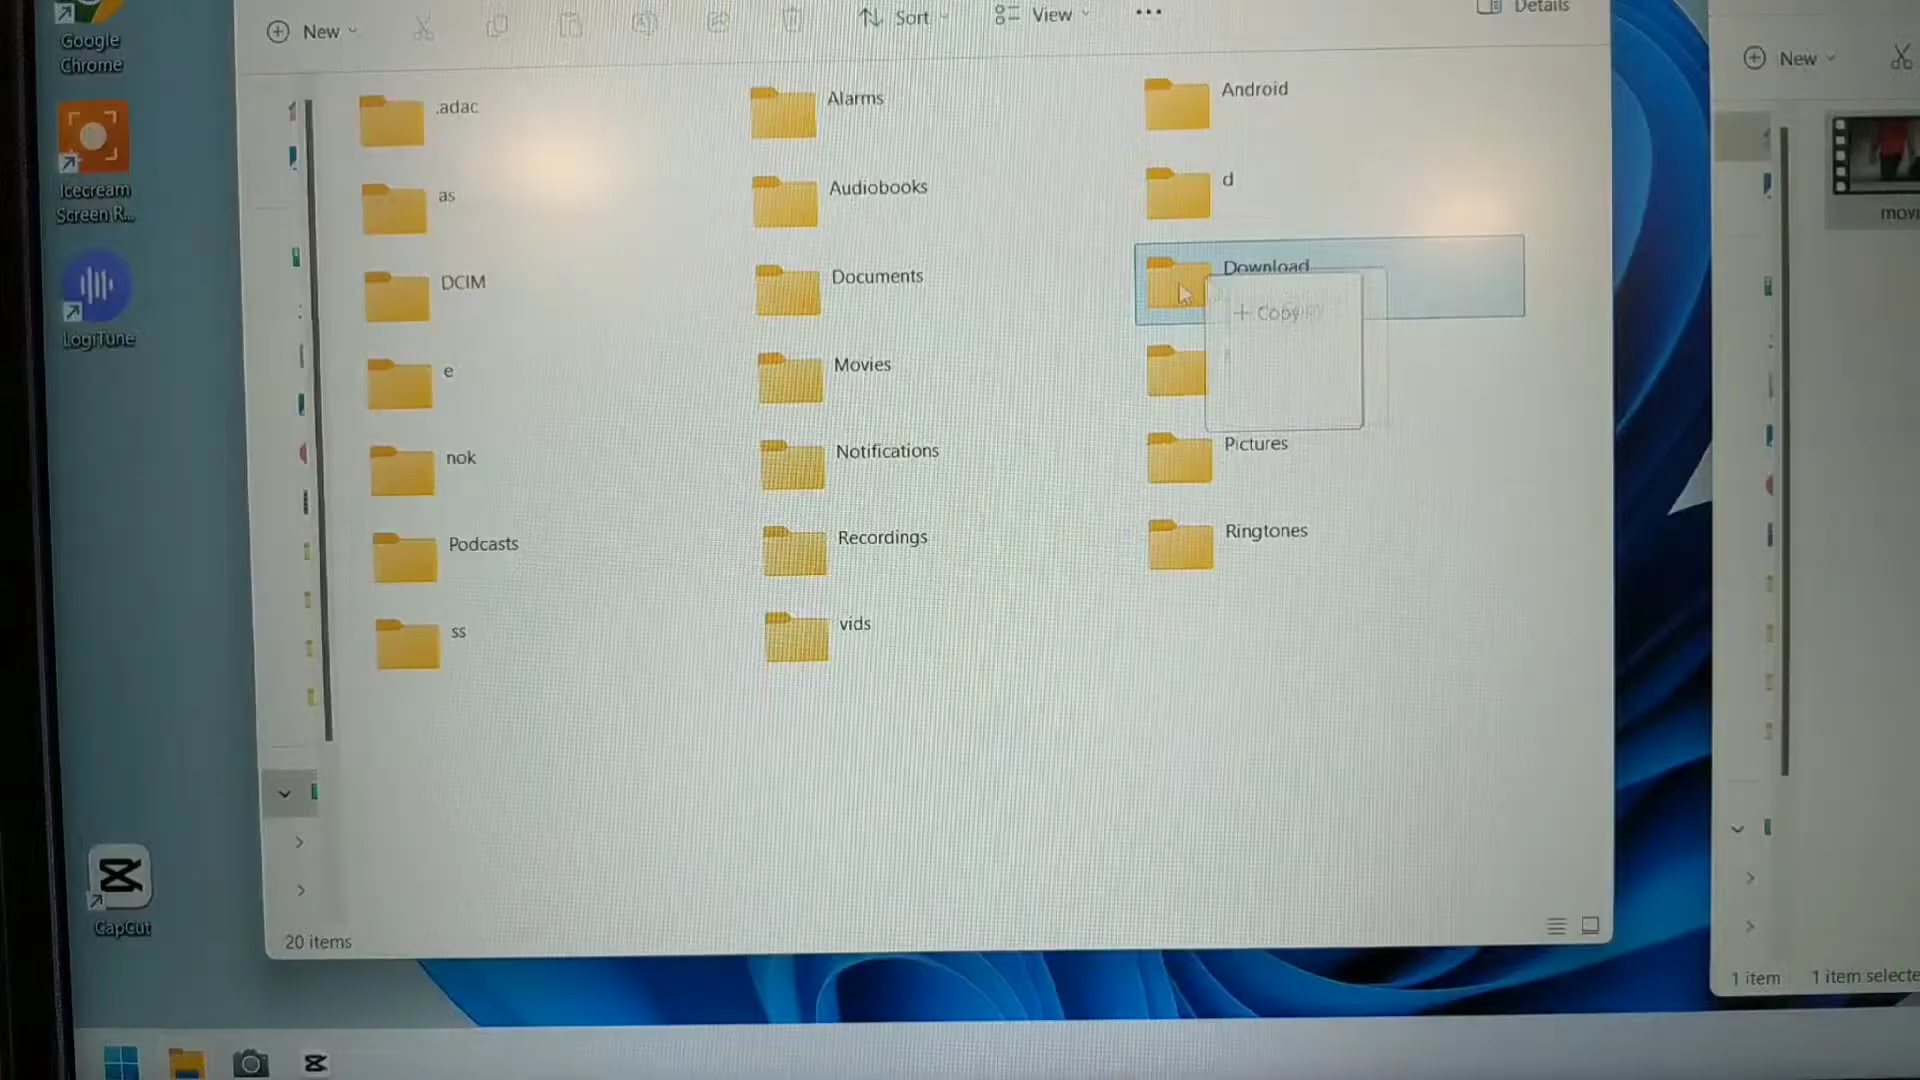 Google
Chrome
Icecream
Screen R...
LogiTune
CapCut
New
Sort
View
Details
.adac
Alarms
Android
as
Audiobooks
d
DCIM
Documents
Download
+ Copy
e
Movies
nok
Notifications
Pictures
Podcasts
Recordings
Ringtones
ss
vids
20 items
New
movi
1 item
1 item selecte